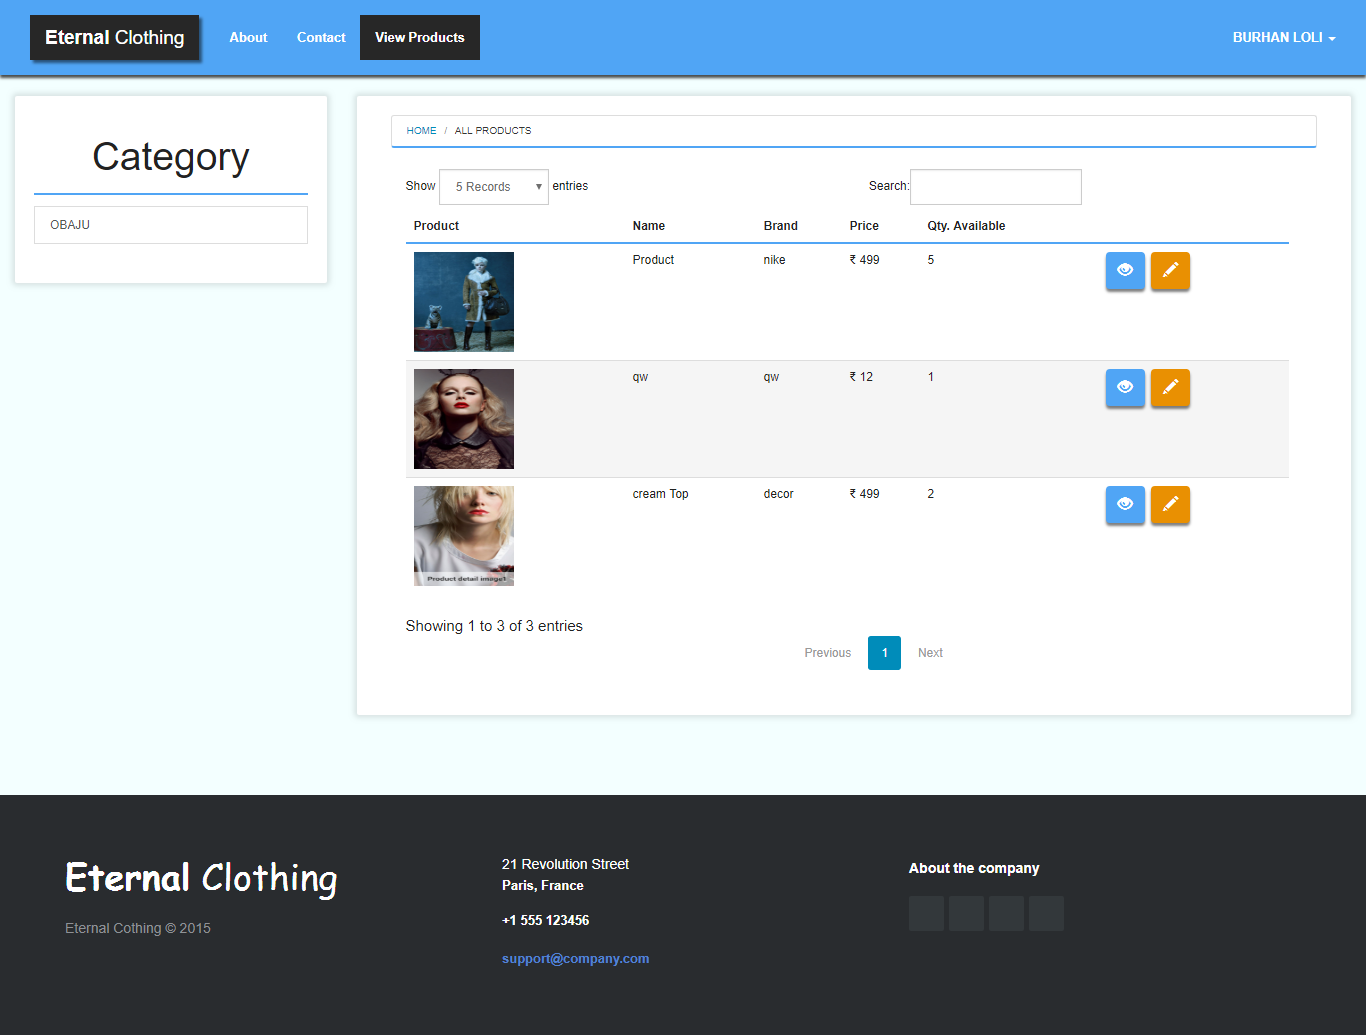 Eternal Clothing About Contact View Products BURHAN LOLI
Category
OBAJU
HOME / ALL PRODUCTS
Show 5 Records entries Search:
Product Name Brand Price Qty. Available
Product nike ₹ 499 5
qw qw ₹ 12 1
cream Top decor ₹ 499 2
Product detail image1
Showing 1 to 3 of 3 entries
Previous 1 Next
Eternal Clothing
Eternal Cothing © 2015
21 Revolution Street
Paris, France
+1 555 123456
support@company.com
About the company